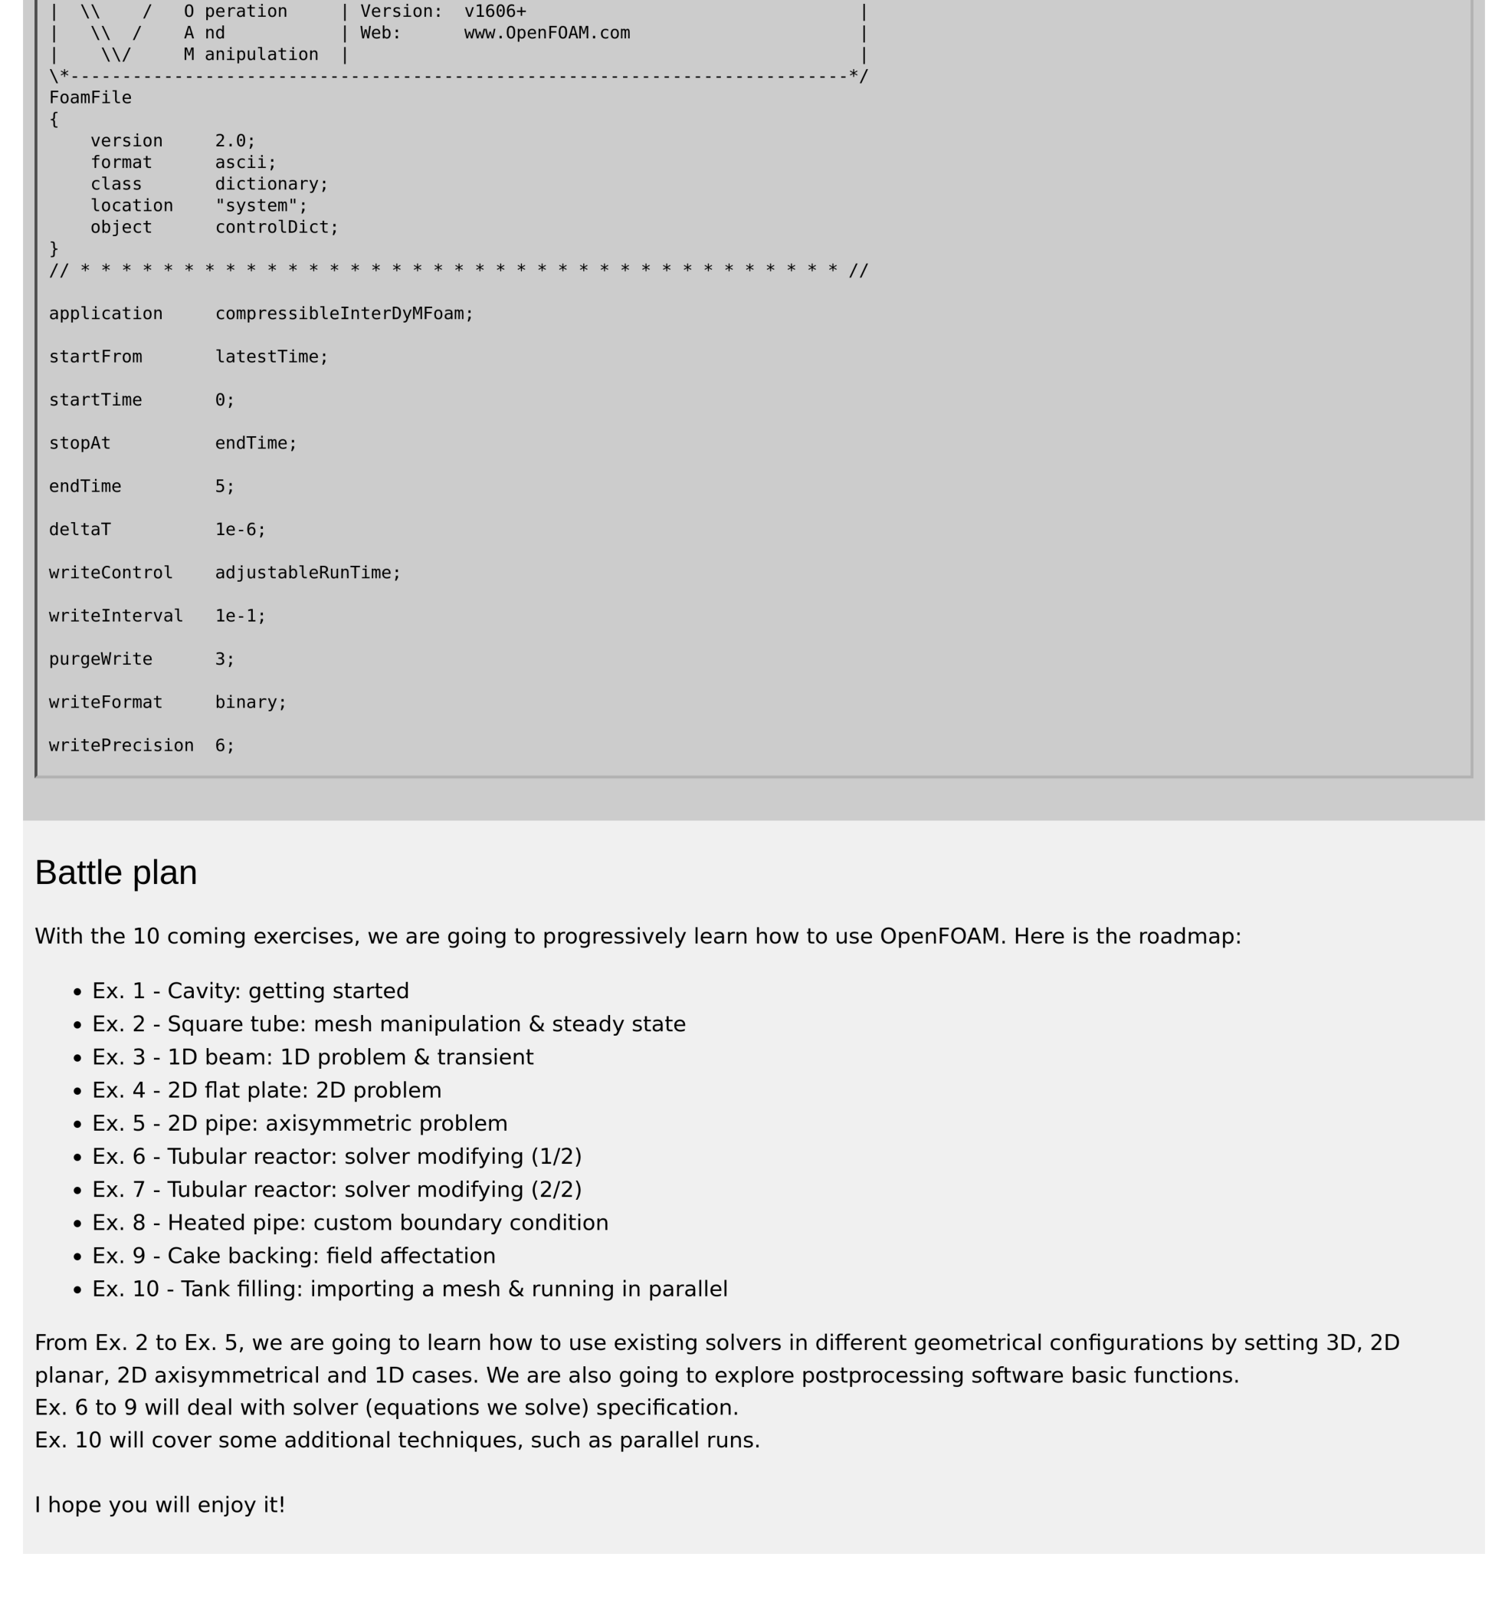 |  \\    /   O peration     | Version:  v1606+                                |
|   \\  /    A nd           | Web:      www.OpenFOAM.com                      |
|    \\/     M anipulation  |                                                 |
\*---------------------------------------------------------------------------*/
FoamFile
{
    version     2.0;
    format      ascii;
    class       dictionary;
    location    "system";
    object      controlDict;
}
// * * * * * * * * * * * * * * * * * * * * * * * * * * * * * * * * * * * * * //
application     compressibleInterDyMFoam;
startFrom       latestTime;
startTime       0;
stopAt          endTime;
endTime         5;
deltaT          1e-6;
writeControl    adjustableRunTime;
writeInterval   1e-1;
purgeWrite      3;
writeFormat     binary;
writePrecision  6;
Battle plan
With the 10 coming exercises, we are going to progressively learn how to use OpenFOAM. Here is the roadmap:
• Ex. 1 - Cavity: getting started
• Ex. 2 - Square tube: mesh manipulation & steady state
• Ex. 3 - 1D beam: 1D problem & transient
• Ex. 4 - 2D flat plate: 2D problem
• Ex. 5 - 2D pipe: axisymmetric problem
• Ex. 6 - Tubular reactor: solver modifying (1/2)
• Ex. 7 - Tubular reactor: solver modifying (2/2)
• Ex. 8 - Heated pipe: custom boundary condition
• Ex. 9 - Cake backing: field affectation
• Ex. 10 - Tank filling: importing a mesh & running in parallel
From Ex. 2 to Ex. 5, we are going to learn how to use existing solvers in different geometrical configurations by setting 3D, 2D
planar, 2D axisymmetrical and 1D cases. We are also going to explore postprocessing software basic functions.
Ex. 6 to 9 will deal with solver (equations we solve) specification.
Ex. 10 will cover some additional techniques, such as parallel runs.
I hope you will enjoy it!